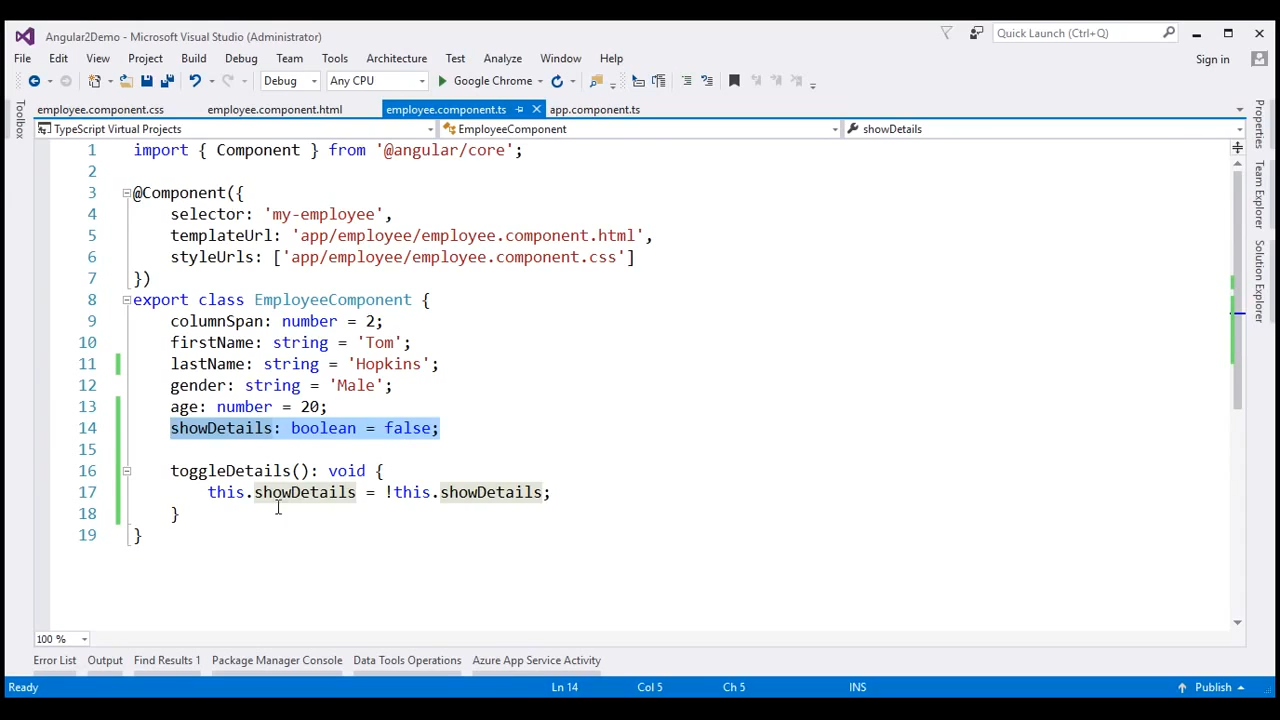 Angular2Demo - Microsoft Visual Studio (Administrator)
Quick Launch (Ctrl+Q)
File Edit View Project Build Debug Team Tools Architecture Test Analyze Window Help
Sign in
Debug Any CPU Google Chrome
employee.component.css employee.component.html employee.component.ts app.component.ts
TypeScript Virtual Projects EmployeeComponent showDetails
Toolbox
Properties
Team Explorer
Solution Explorer
1 import { Component } from '@angular/core';
2
3 @Component({
4 selector: 'my-employee',
5 templateUrl: 'app/employee/employee.component.html',
6 styleUrls: ['app/employee/employee.component.css']
7 })
8 export class EmployeeComponent {
9 columnSpan: number = 2;
10 firstName: string = 'Tom';
11 lastName: string = 'Hopkins';
12 gender: string = 'Male';
13 age: number = 20;
14 showDetails: boolean = false;
15
16 toggleDetails(): void {
17 this.showDetails = !this.showDetails;
18 }
19 }
100 %
Error List Output Find Results 1 Package Manager Console Data Tools Operations Azure App Service Activity
Ready Ln 14 Col 5 Ch 5 INS Publish